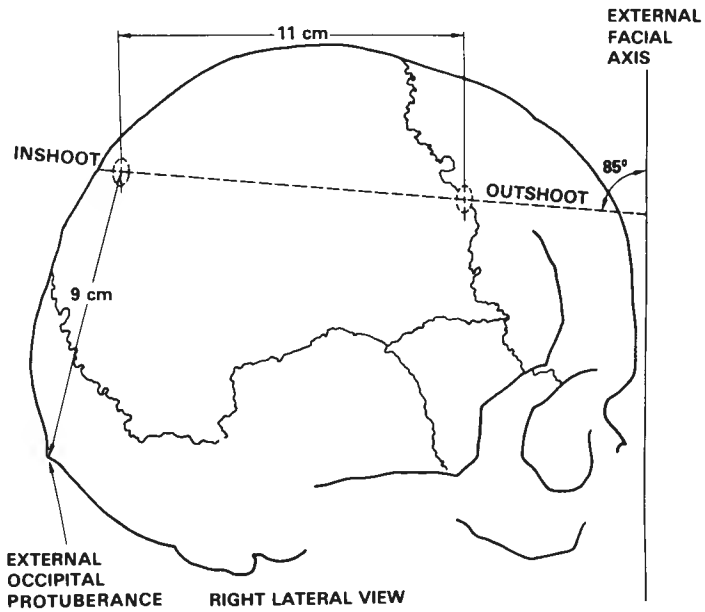 11 cm
EXTERNAL
FACIAL
AXIS
INSHOOT
85°
OUTSHOOT
9 cm
EXTERNAL
OCCIPITAL
PROTUBERANCE
RIGHT LATERAL VIEW